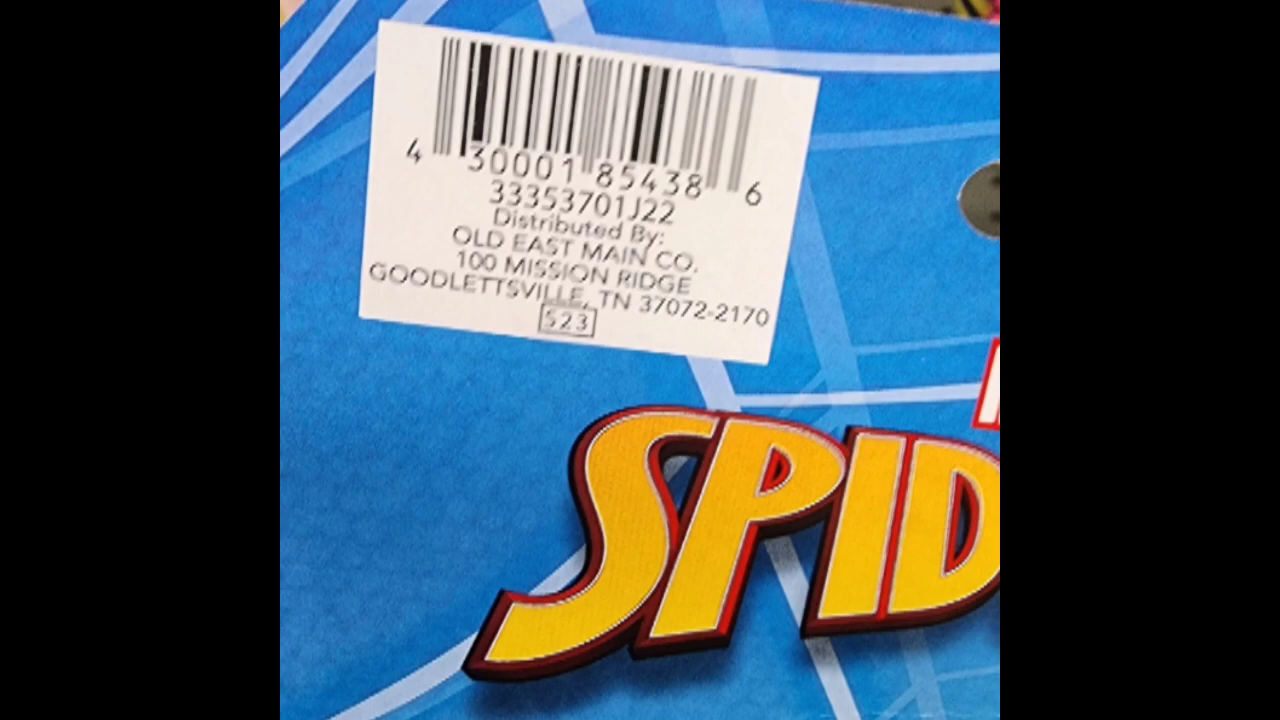 4 30001 85438 6
33353701J22
Distributed By:
OLD EAST MAIN CO.
100 MISSION RIDGE
GOODLETTSVILLE, TN 37072-2170
523
SPID